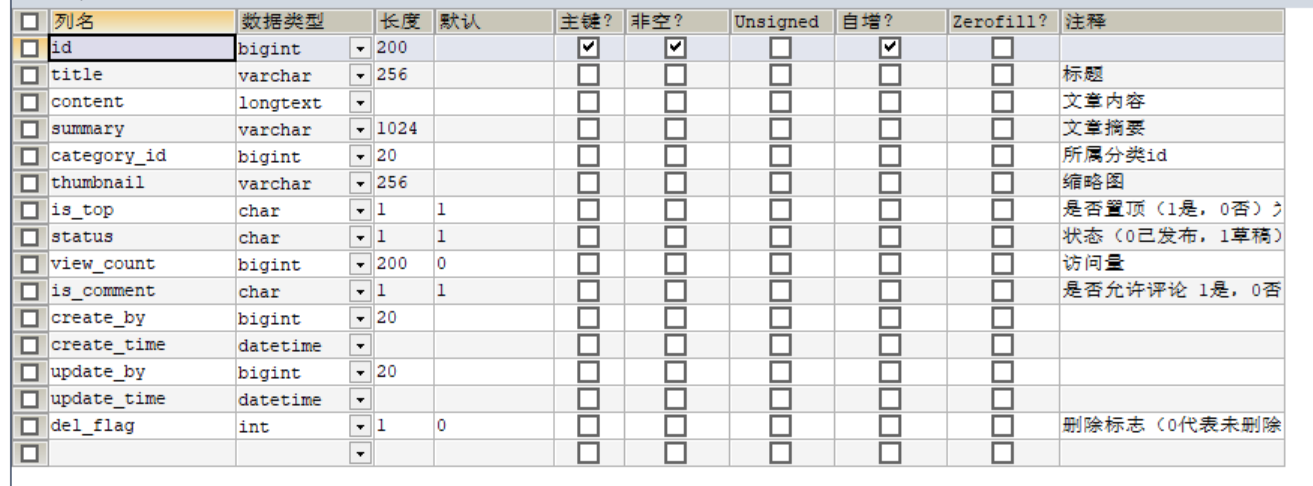 列名 数据类型 长度 默认 主键? 非空? Unsigned 自增? Zerofill? 注释
id bigint 200
title varchar 256 标题
content longtext 文章内容
summary varchar 1024 文章摘要
category_id bigint 20 所属分类id
thumbnail varchar 256 缩略图
is_top char 1 1 是否置顶（1是，0否）
status char 1 1 状态（0已发布，1草稿）
view_count bigint 200 0 访问量
is_comment char 1 1 是否允许评论 1是，0否
create_by bigint 20
create_time datetime
update_by bigint 20
update_time datetime
del_flag int 1 0 删除标志（0代表未删除